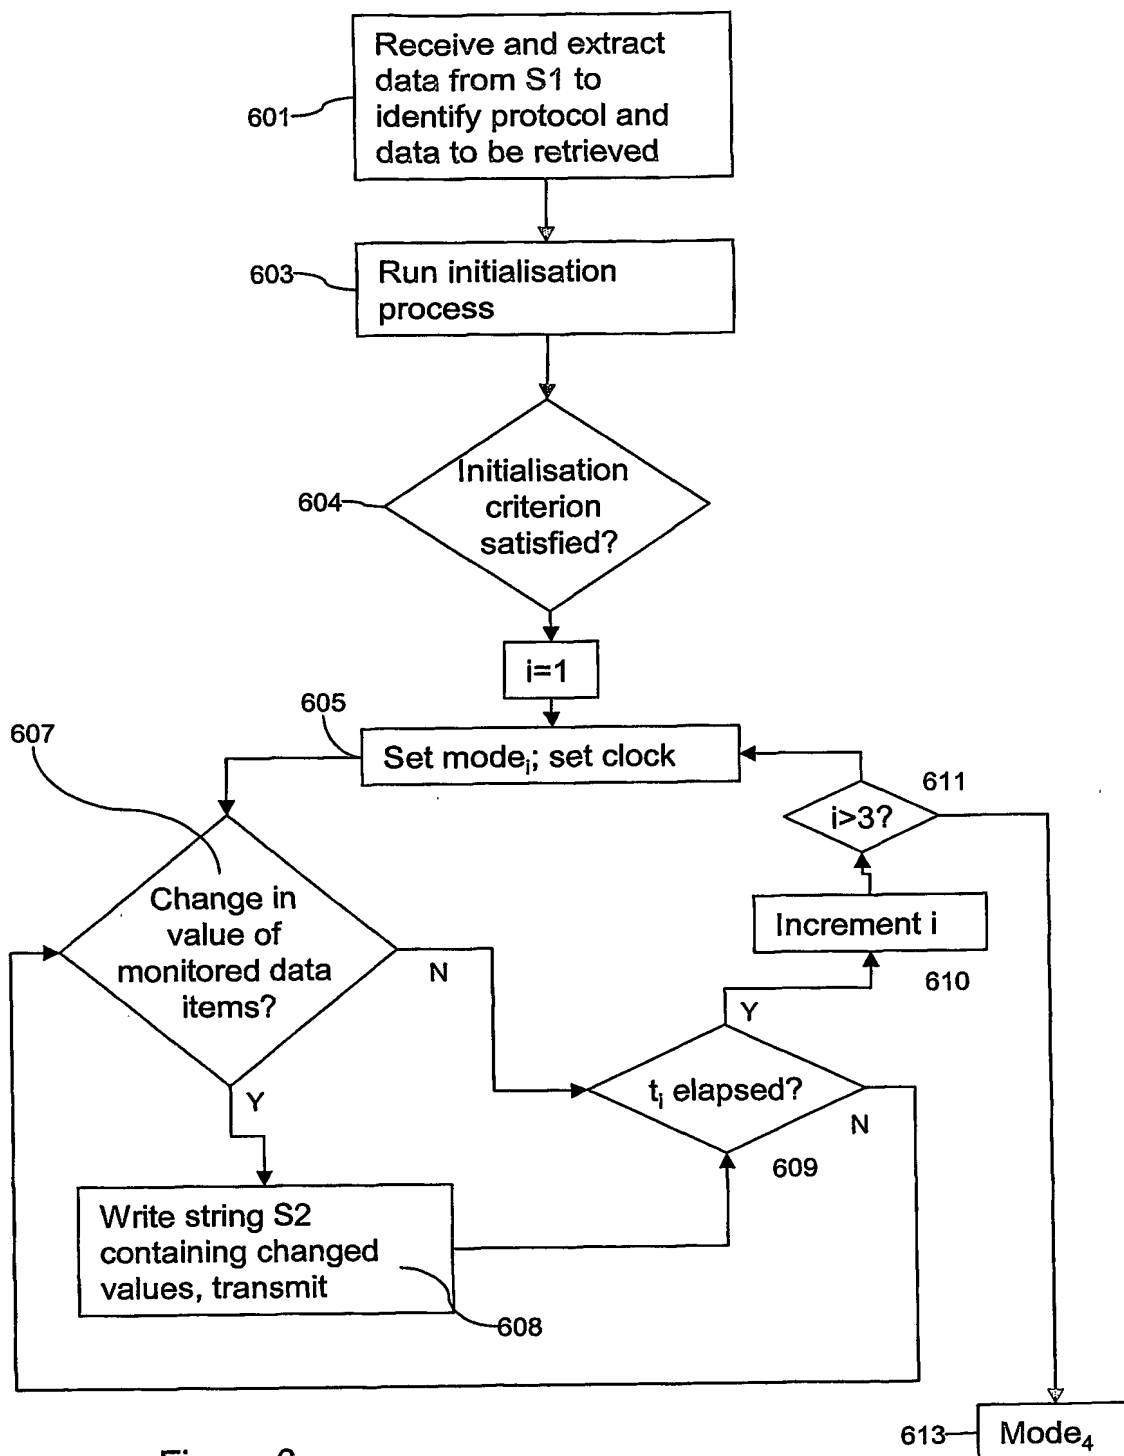 Receive and extract
data from S1 to
identify protocol and
data to be retrieved
601
603
Run initialisation
process
604
Initialisation
criterion
satisfied?
i=1
605
607
Set modeᵢ; set clock
611
i>3?
Change in
value of
monitored data
items?
N
Increment i
610
Y
tᵢ elapsed?
N
609
Y
Write string S2
containing changed
values, transmit
608
613
Mode₄